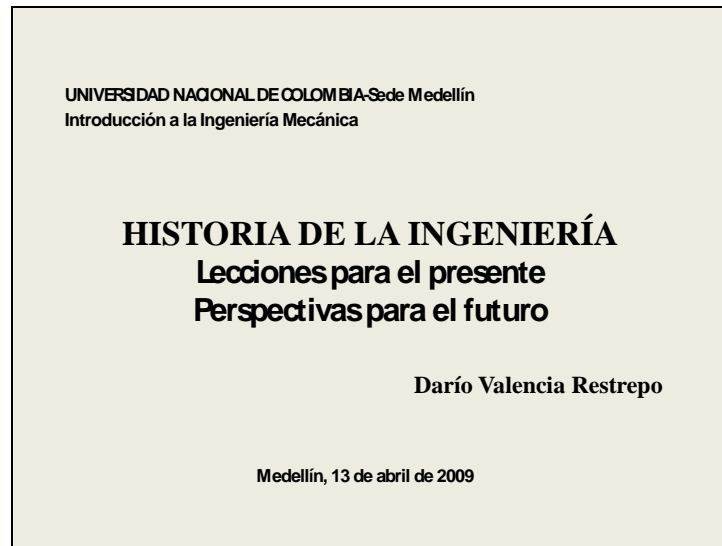 UNIVERSIDAD NACIONAL DE COLOMBIA-Sede Medellín
Introducción a la Ingeniería Mecánica
HISTORIA DE LA INGENIERÍA
Lecciones para el presente
Perspectivas para el futuro
Darío Valencia Restrepo
Medellín, 13 de abril de 2009